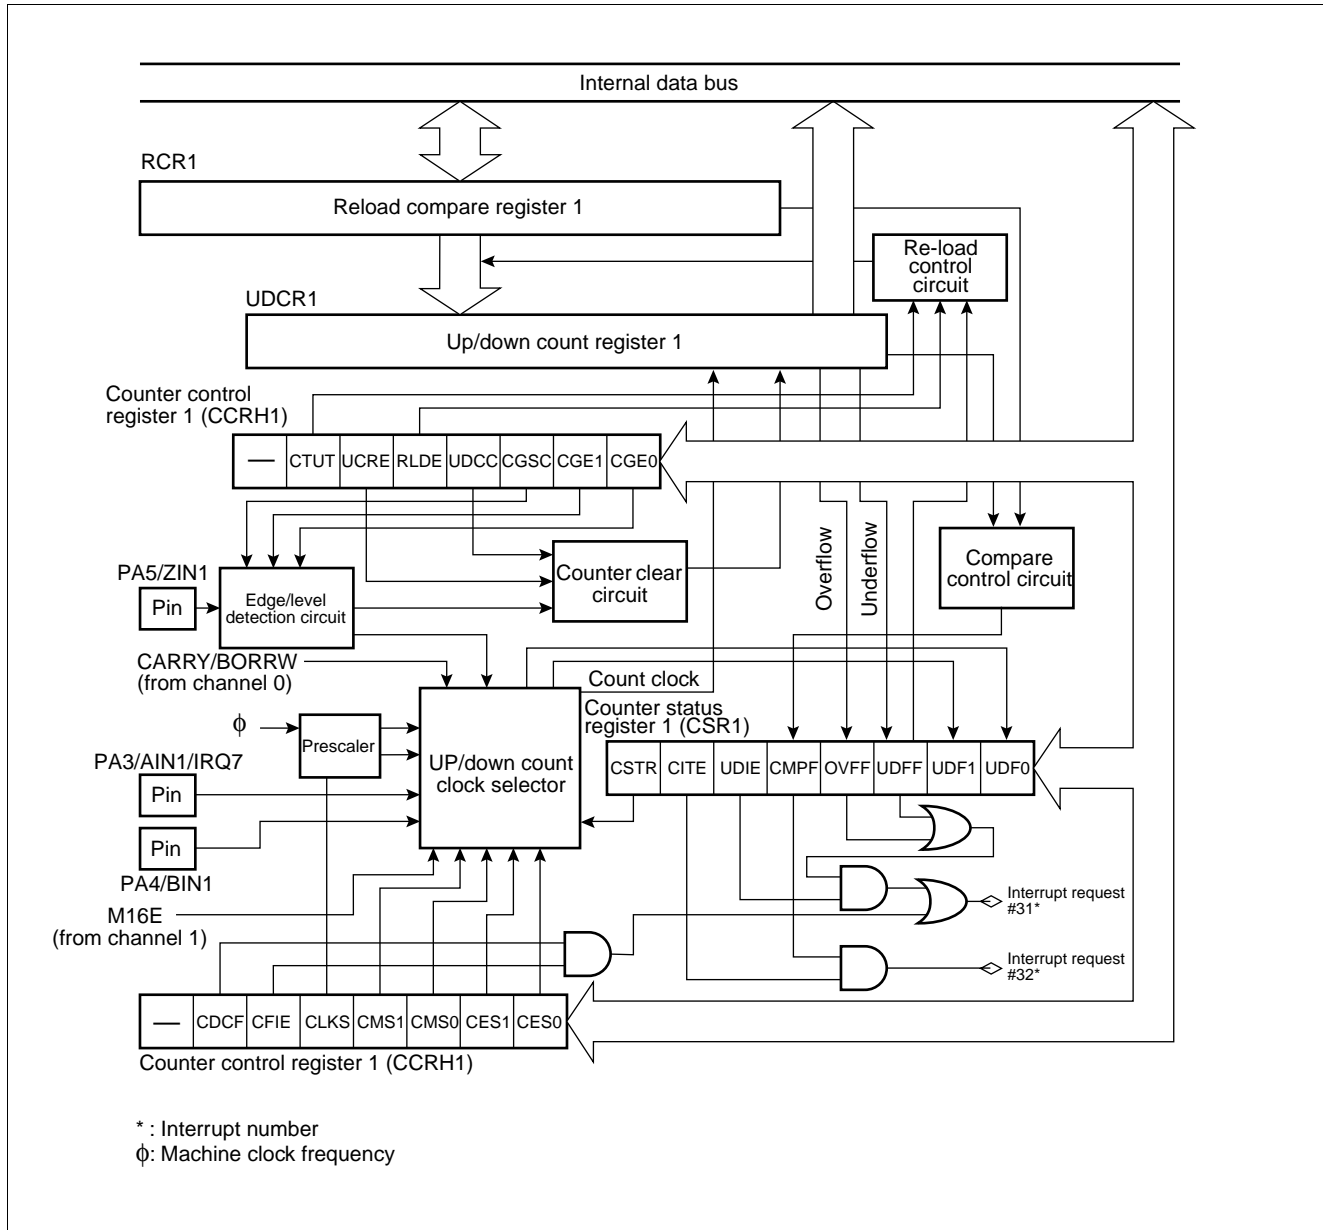 Internal data bus
RCR1
Reload compare register 1
Re-load
control
circuit
UDCR1
Up/down count register 1
Counter control
register 1 (CCRH1)
— CTUT UCRE RLDE UDCC CGSC CGE1 CGE0
Overflow
Underflow
Compare
control circuit
Counter clear
circuit
PA5/ZIN1
Pin
Edge/level
detection circuit
CARRY/BORRW
(from channel 0)
Count clock
Counter status
register 1 (CSR1)
ϕ
Prescaler
UP/down count
clock selector
CSTR CITE UDIE CMPF OVFF UDFF UDF1 UDF0
PA3/AIN1/IRQ7
Pin
Pin
PA4/BIN1
M16E
(from channel 1)
Interrupt request
#31*
Interrupt request
#32*
— CDCF CFIE CLKS CMS1 CMS0 CES1 CES0
Counter control register 1 (CCRH1)
* : Interrupt number
ϕ: Machine clock frequency